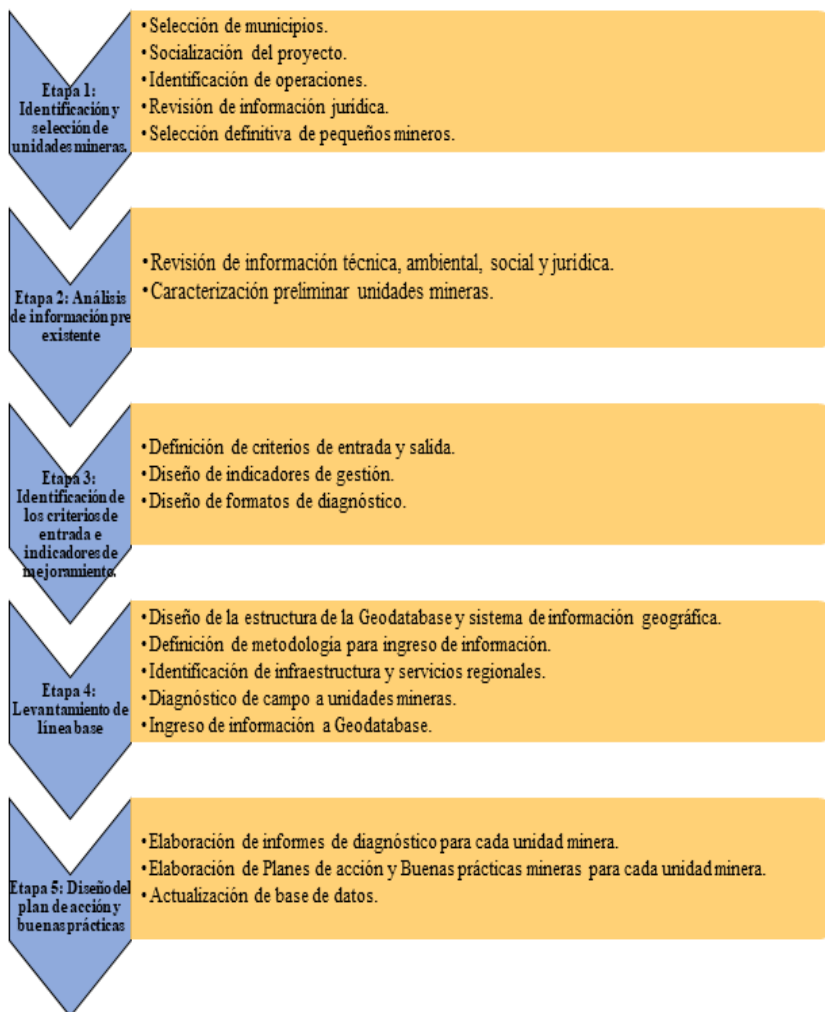 Etapa 1:
Identificación y
selección de
unidades mineras.
•Selección de municipios.
•Socialización del proyecto.
•Identificación de operaciones.
•Revisión de información jurídica.
•Selección definitiva de pequeños mineros.
Etapa 2: Análisis
de información pre
existente
•Revisión de información técnica, ambiental, social y jurídica.
•Caracterización preliminar unidades mineras.
Etapa 3:
Identificación de
los criterios de
entrada e
indicadores de
mejoramiento.
•Definición de criterios de entrada y salida.
•Diseño de indicadores de gestión.
•Diseño de formatos de diagnóstico.
Etapa 4:
Levantamiento de
línea base
•Diseño de la estructura de la Geodatabase y sistema de información geográfica.
•Definición de metodología para ingreso de información.
•Identificación de infraestructura y servicios regionales.
•Diagnóstico de campo a unidades mineras.
•Ingreso de información a Geodatabase.
Etapa 5: Diseño del
plan de acción y
buenas prácticas
•Elaboración de informes de diagnóstico para cada unidad minera.
•Elaboración de Planes de acción y Buenas prácticas mineras para cada unidad minera.
•Actualización de base de datos.